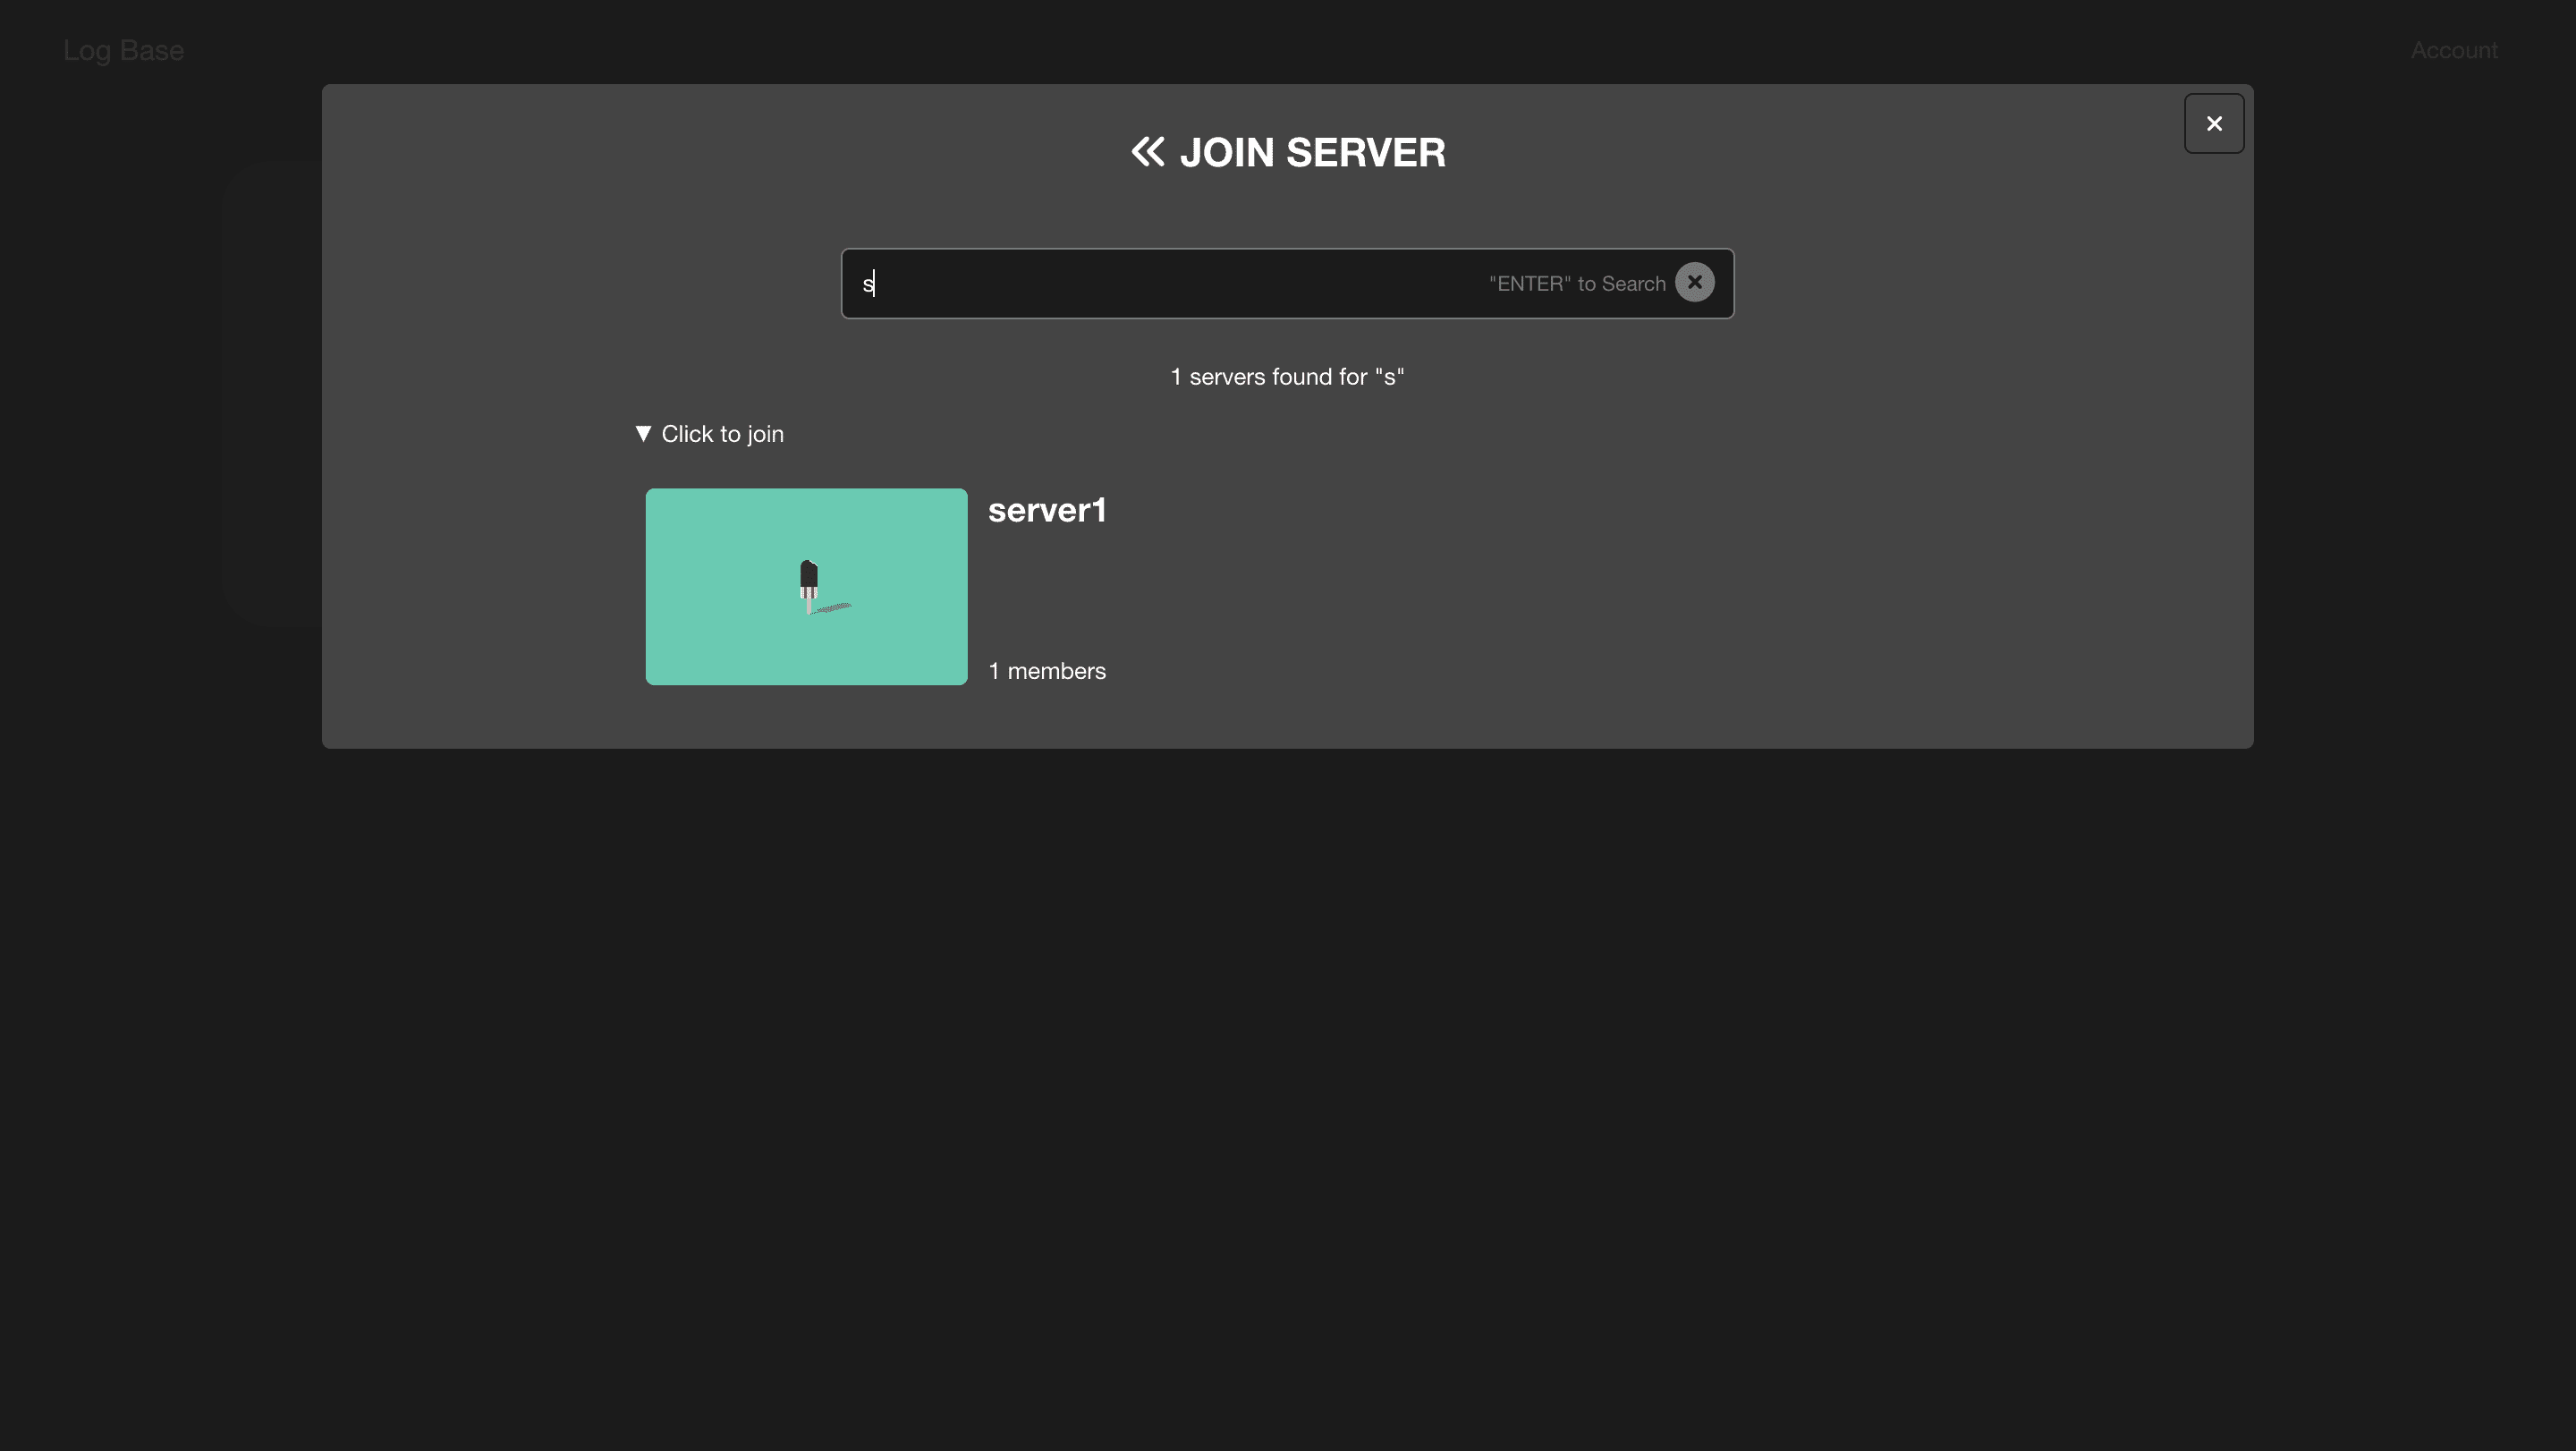 Log Base
Account
JOIN SERVER
s
"ENTER" to Search
1 servers found for "s"
▼ Click to join
server1
1 members